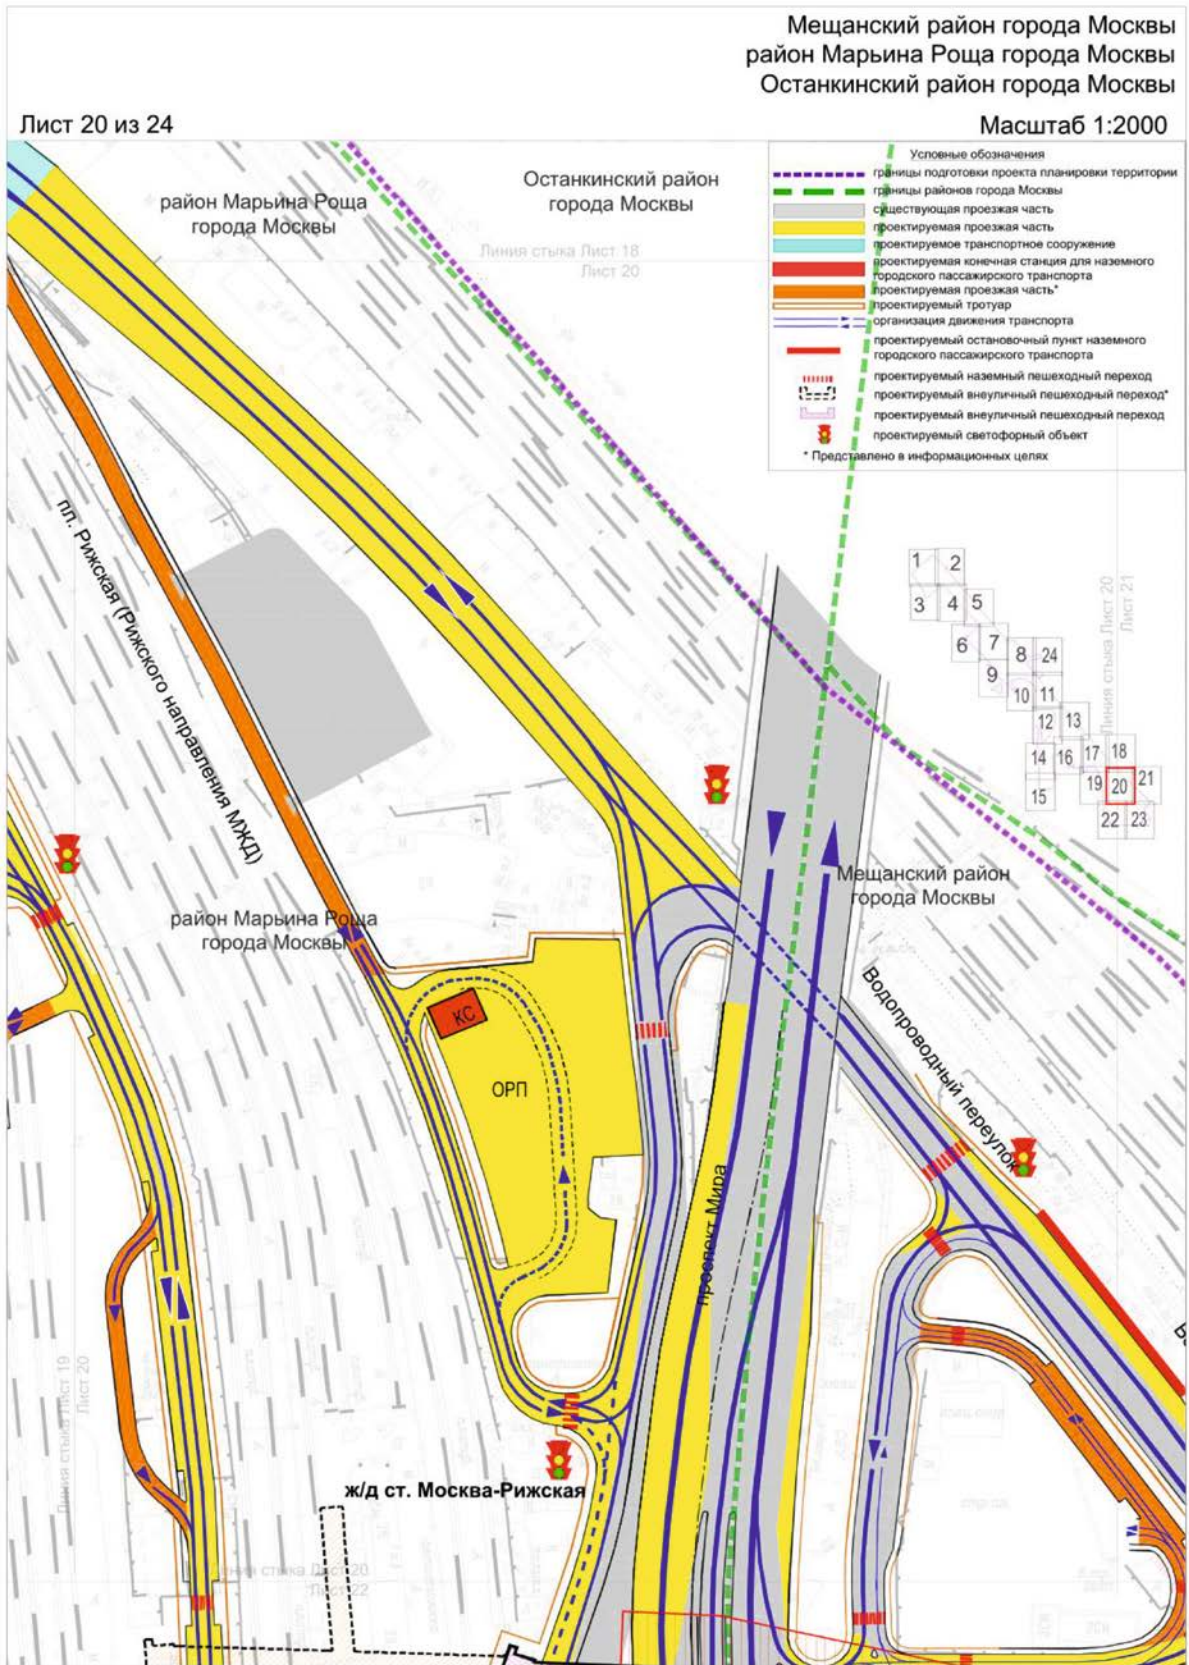 Мещанский район города Москвы
район Марьина Роща города Москвы
Останкинский район города Москвы
Лист 20 из 24
Масштаб 1:2000
Условные обозначения
границы подготовки проекта планировки территории
границы районов города Москвы
существующая проезжая часть
проектируемая проезжая часть
проектируемое транспортное сооружение
проектируемая конечная станция для наземного
городского пассажирского транспорта
проектируемая проезжая часть*
проектируемый тротуар
организация движения транспорта
проектируемый остановочный пункт наземного
городского пассажирского транспорта
проектируемый наземный пешеходный переход
проектируемый внеуличный пешеходный переход*
проектируемый внеуличный пешеходный переход
проектируемый светофорный объект
* Представлено в информационных целях
район Марьина Роща
города Москвы
Останкинский район
города Москвы
Линия стыка Лист 18
Лист 20
пл. Рижская (Рижского направления МЖД)
1 2
3 4 5
6 7 8 24
9 10 11
12 13
14 16 17 18
15 19 20 21
22 23
Линия стыка Лист 20
Лист 21
Мещанский район
города Москвы
район Марьина Роща
города Москвы
Водопроводный переулок
КС
ОРП
проспект Мира
Линия стыка Лист 19
Лист 20
ж/д ст. Москва-Рижская
Линия стыка Лист 20
Лист 22